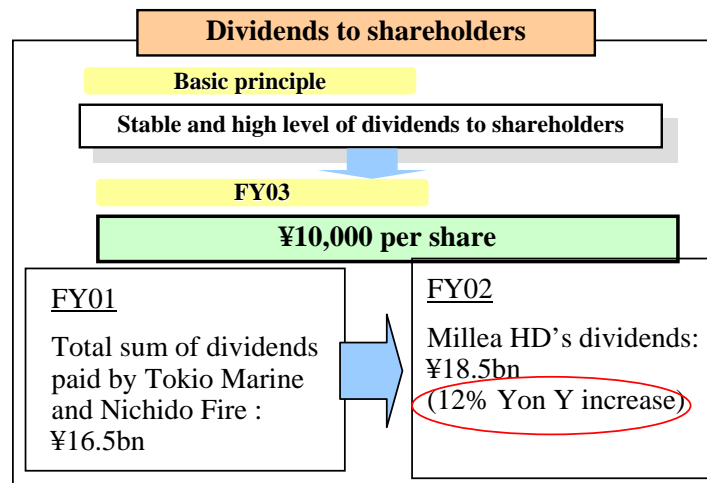 Dividends to shareholders
Basic principle
Stable and high level of dividends to shareholders
FY03
¥10,000 per share
FY01
Total sum of dividends
paid by Tokio Marine
and Nichido Fire :
¥16.5bn
FY02
Millea HD’s dividends:
¥18.5bn
(12% Yon Y increase)